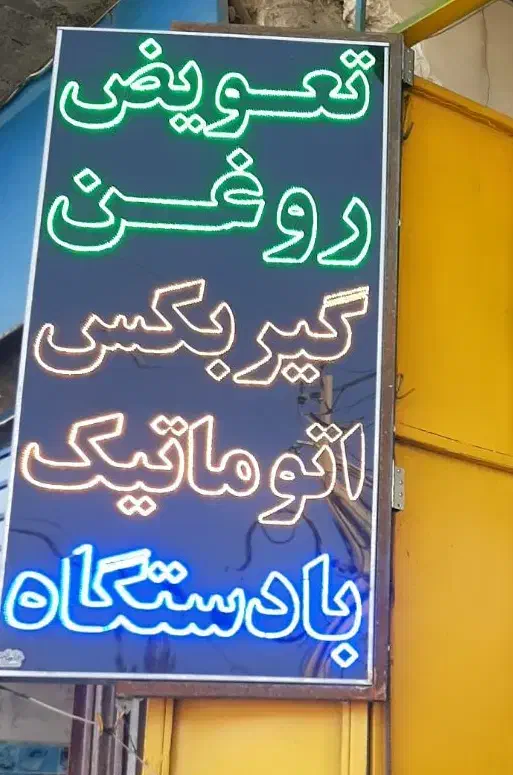 تعویض
روغن
گیربکس
اتوماتیک
بادستگاه